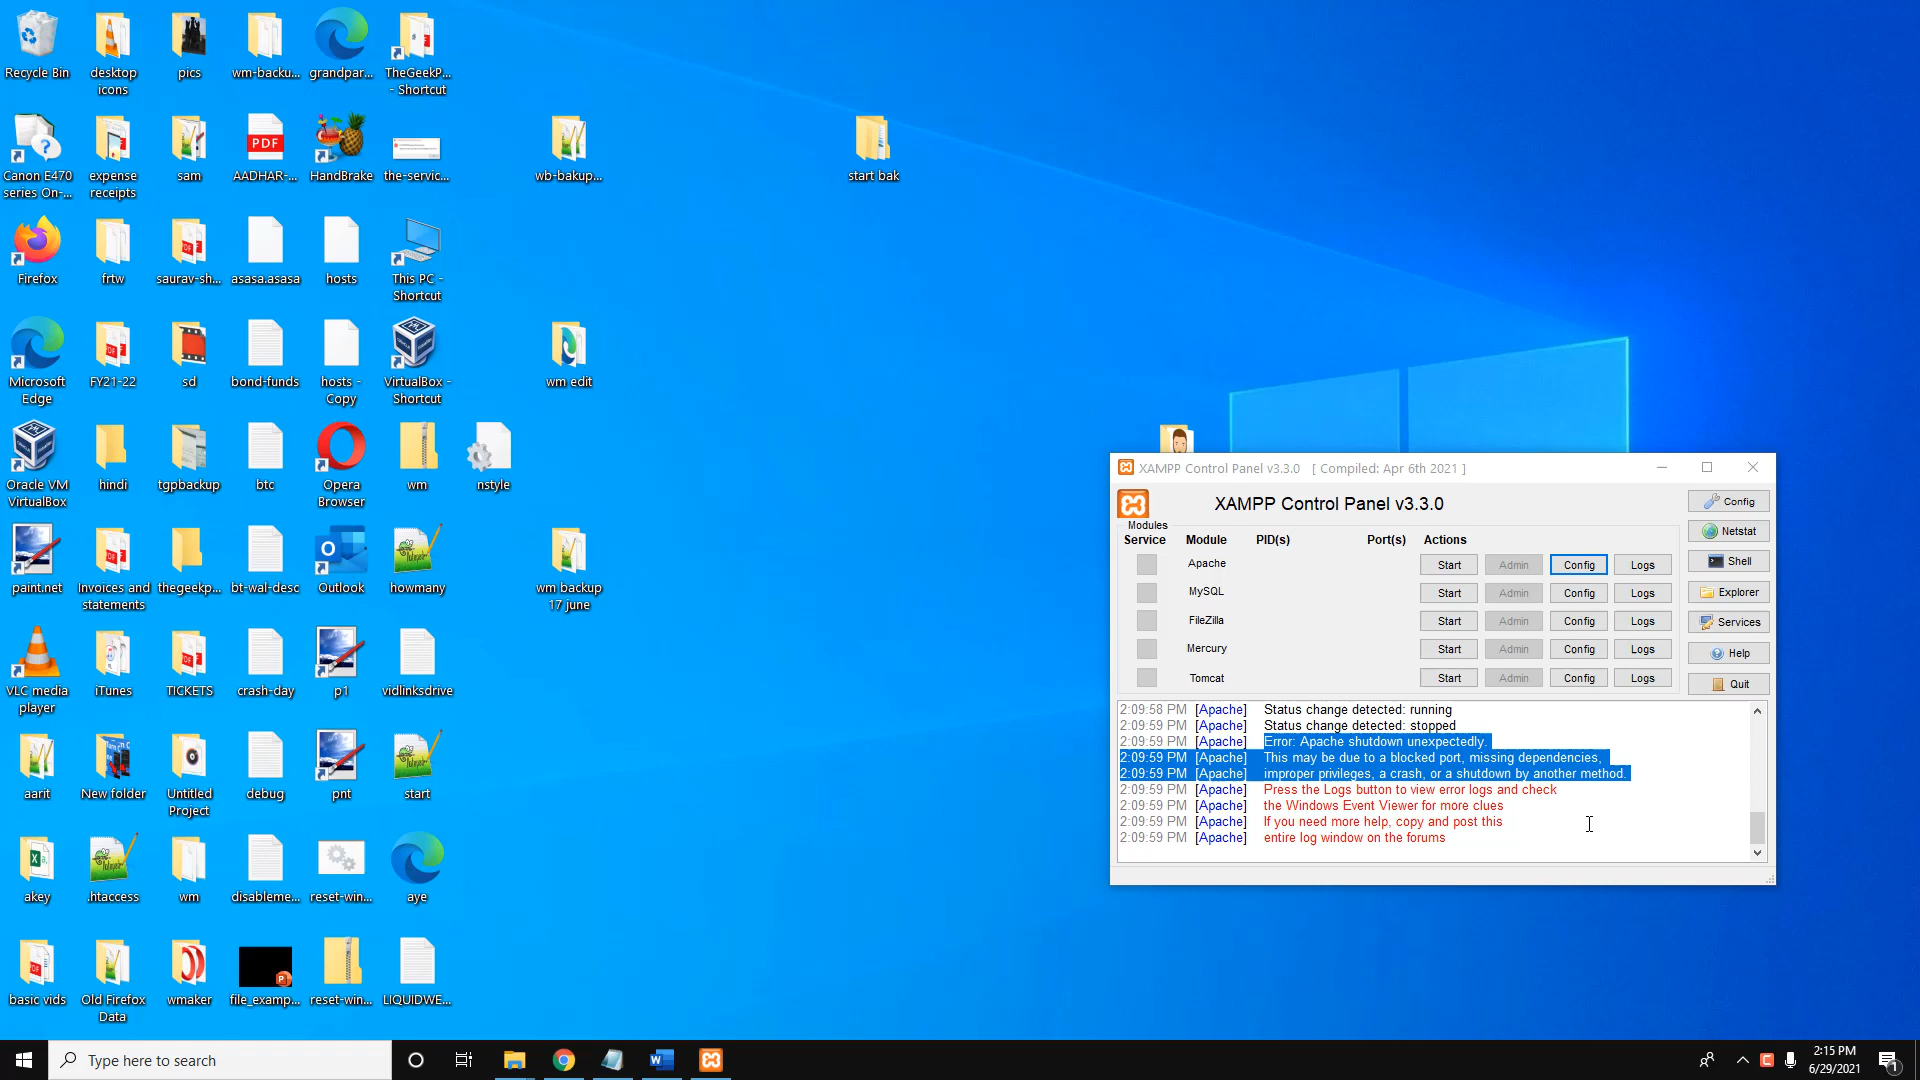 Recycle Bin
desktop icons
pics
wm-backu...
grandpar...
TheGeekP... - Shortcut
Canon E470 series On-...
expense receipts
sam
PDF
AADHAR-...
HandBrake
the-servic...
wb-bakup...
start bak
Firefox
frtw
saurav-sh...
asasa.asasa
hosts
This PC - Shortcut
Microsoft Edge
FY21-22
sd
bond-funds
hosts - Copy
VirtualBox - Shortcut
wm edit
Oracle VM VirtualBox
hindi
tgpbackup
btc
Opera Browser
wm
nstyle
paint.net
Invoices and statements
thegeekp...
bt-wal-desc
Outlook
howmany
wm backup 17 june
VLC media player
iTunes
TICKETS
crash-day
p1
vidlinksdrive
aarit
New folder
Untitled Project
debug
pnt
start
akey
.htaccess
wm
disableme...
reset-win...
aye
basic vids
Old Firefox Data
wmaker
file_examp...
reset-win...
LIQUIDWE...
XAMPP Control Panel v3.3.0 [ Compiled: Apr 6th 2021 ]
XAMPP Control Panel v3.3.0
Config
Modules
Service Module PID(s) Port(s) Actions
Netstat
Apache Start Admin Config Logs
Shell
MySQL Start Admin Config Logs
Explorer
FileZilla Start Admin Config Logs
Services
Mercury Start Admin Config Logs
Help
Tomcat Start Admin Config Logs
Quit
2:09:58 PM [Apache] Status change detected: running
2:09:59 PM [Apache] Status change detected: stopped
2:09:59 PM [Apache] Error: Apache shutdown unexpectedly.
2:09:59 PM [Apache] This may be due to a blocked port, missing dependencies,
2:09:59 PM [Apache] improper privileges, a crash, or a shutdown by another method.
2:09:59 PM [Apache] Press the Logs button to view error logs and check
2:09:59 PM [Apache] the Windows Event Viewer for more clues
2:09:59 PM [Apache] If you need more help, copy and post this
2:09:59 PM [Apache] entire log window on the forums
Type here to search
2:15 PM
6/29/2021
1